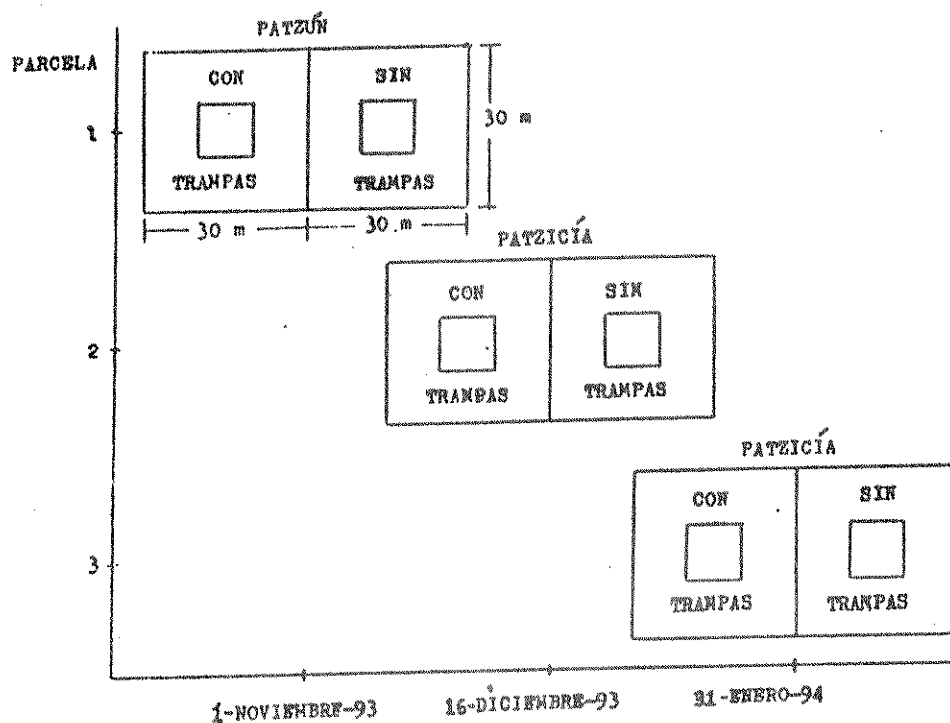 PATZÚN
PARCELA
CON
SIN
1
30 m
TRAMPAS
TRAMPAS
30 m
30 m
PATZICÍA
CON
SIN
2
TRAMPAS
TRAMPAS
PATZICÍA
CON
SIN
3
TRAMPAS
TRAMPAS
1-NOVIEMBRE-93
16-DICIEMBRE-93
31-ENERO-94